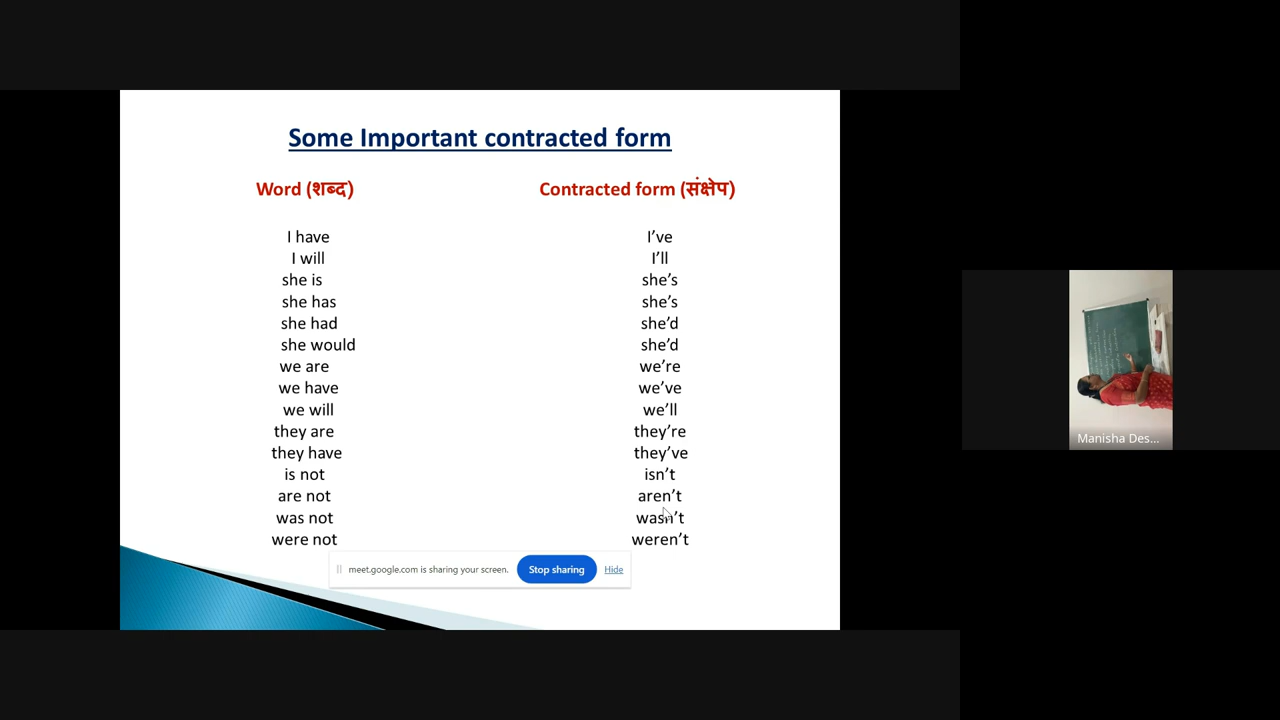 Some Important contracted form
Word (शब्द) Contracted form (संक्षेप)
I have I’ve
I will I’ll
she is she’s
she has she’s
she had she’d
she would she’d
we are we’re
we have we’ve
we will we’ll
they are they’re
they have they’ve
is not isn’t
are not aren’t
was not wasn’t
were not weren’t
meet.google.com is sharing your screen. Stop sharing Hide
Manisha Des...